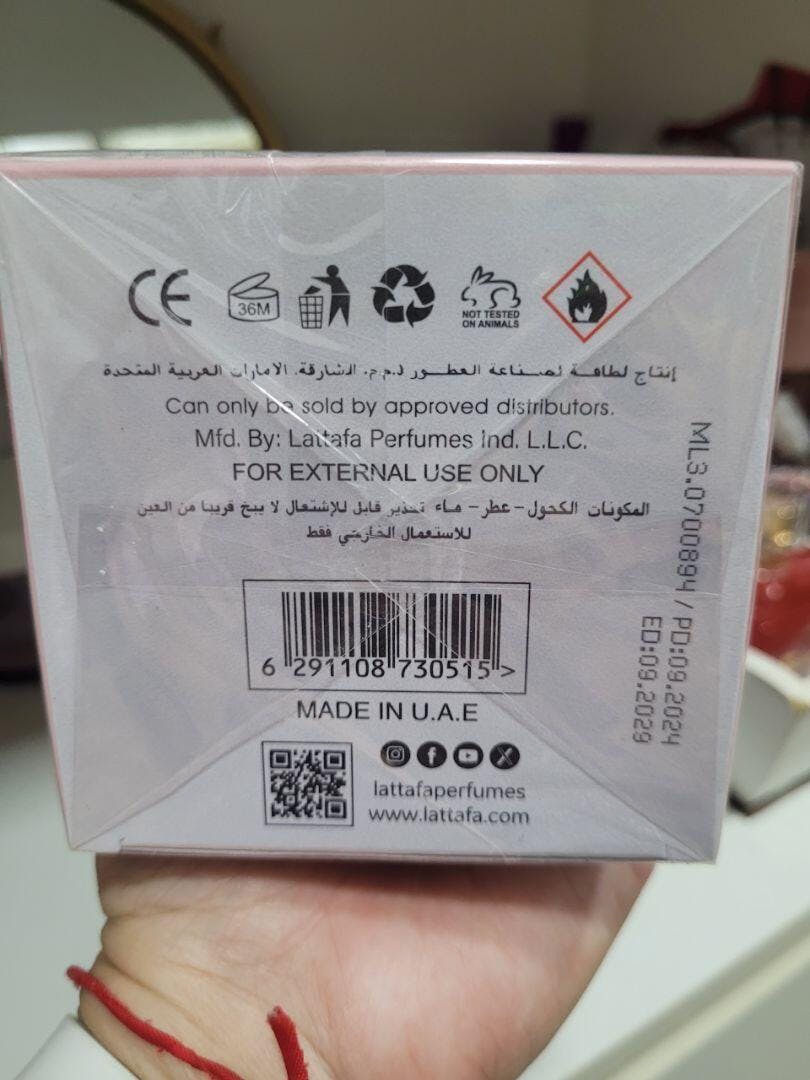 CE
36M
NOT TESTED
ON ANIMALS
إنتاج لطافة لصناعة العطور ذ.م.م. الشارقة. الامارات العربية المتحدة
Can only be sold by approved distributors.
Mfd. By: Lattafa Perfumes Ind. L.L.C.
FOR EXTERNAL USE ONLY
المكونات الكحول - عطر - ماء تحذير قابل للإشتعال لا يبخ قريبا من العين
للاستعمال الخارجي فقط
6 291108 730515 >
MADE IN U.A.E
lattafaperfumes
www.lattafa.com
ML3.0700894 / PD:09.2024
ED:09.2029